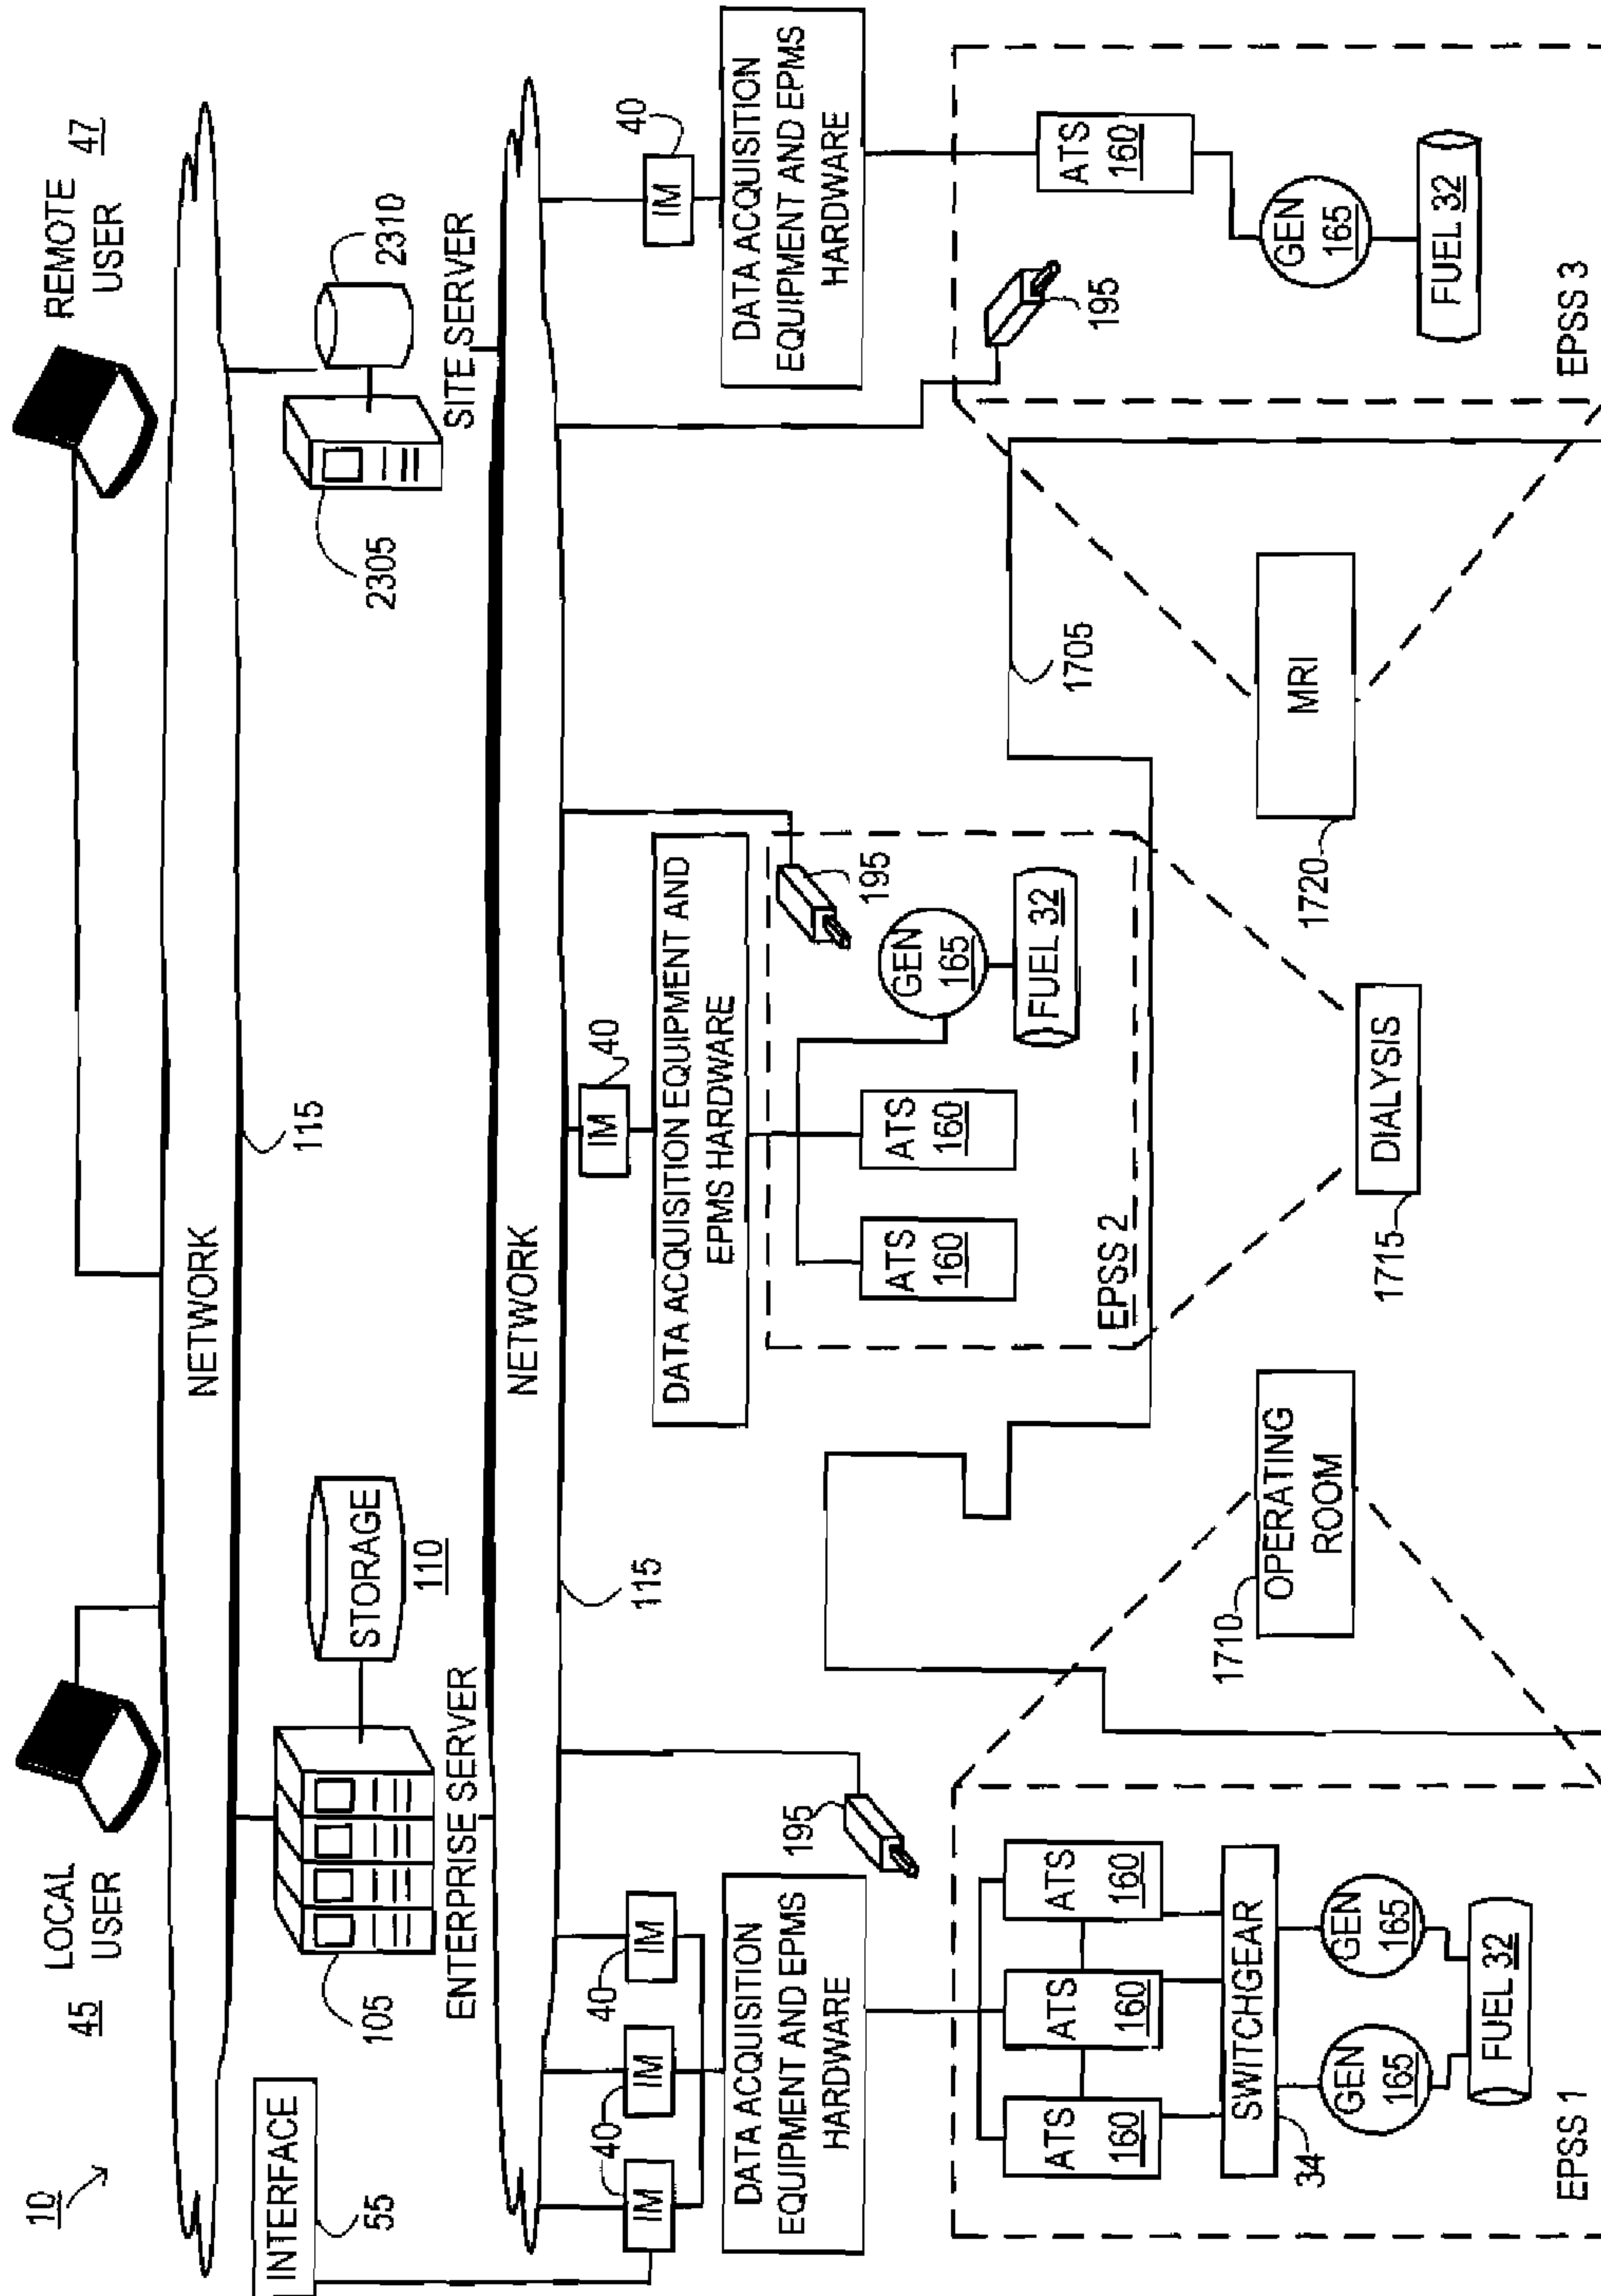 10
45
LOCAL
USER
REMOTE
USER
47
INTERFACE
55
NETWORK
115
105
STORAGE
110
ENTERPRISE SERVER
2305
2310
SITE SERVER
NETWORK
115
40
IM
40
IM
40
IM
DATA ACQUISITION
EQUIPMENT AND EPMS
HARDWARE
195
40
IM
DATA ACQUISITION EQUIPMENT AND
EPMS HARDWARE
195
40
IM
DATA ACQUISITION
EQUIPMENT AND EPMS
HARDWARE
195
ATS
160
ATS
160
ATS
160
34
SWITCHGEAR
GEN
165
GEN
165
FUEL 32
EPSS 1
ATS
160
ATS
160
GEN
165
FUEL 32
EPSS 2
ATS
160
GEN
165
FUEL 32
EPSS 3
1705
1710
OPERATING
ROOM
1715
DIALYSIS
1720
MRI